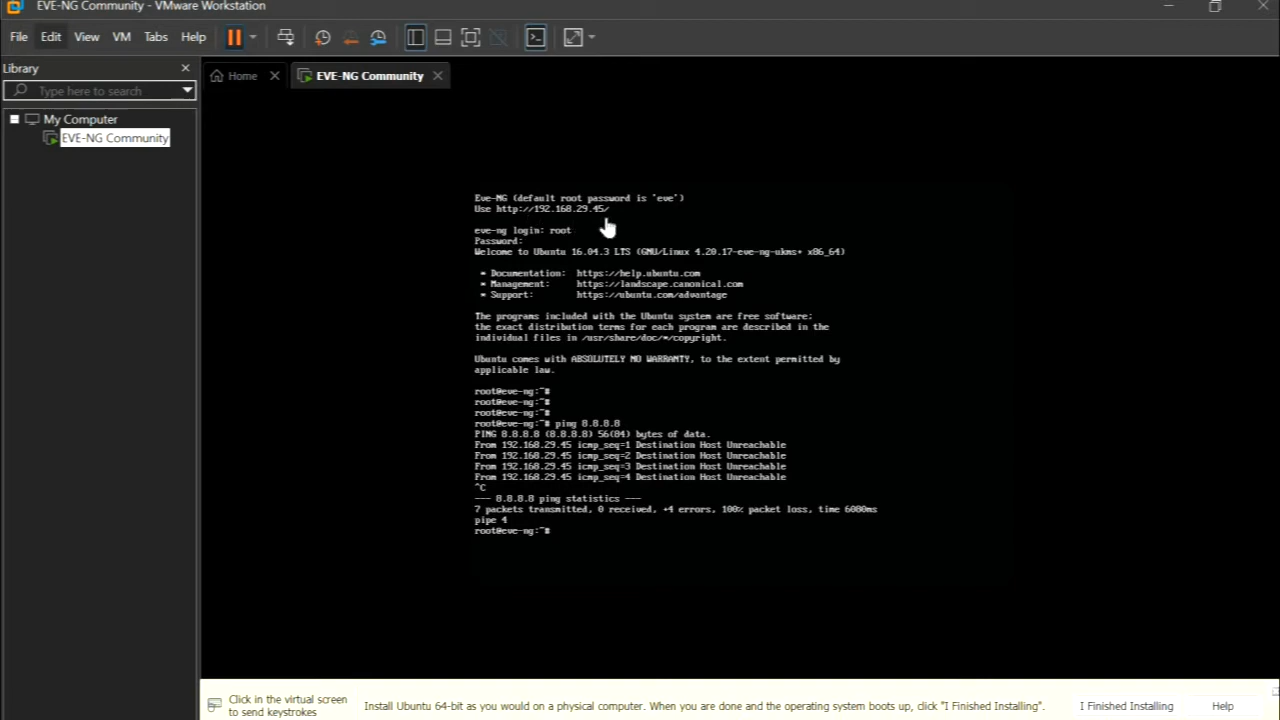 EVE-NG Community - VMware Workstation
File Edit View VM Tabs Help
Library
Type here to search
My Computer
EVE-NG Community
Home
EVE-NG Community
Eve-NG (default root password is 'eve')
Use http://192.168.29.45/
eve-ng login: root
Password:
Welcome to Ubuntu 16.04.3 LTS (GNU/Linux 4.20.17-eve-ng-ukms+ x86_64)
* Documentation: https://help.ubuntu.com
* Management: https://landscape.canonical.com
* Support: https://ubuntu.com/advantage
The programs included with the Ubuntu system are free software;
the exact distribution terms for each program are described in the
individual files in /usr/share/doc/*/copyright.
Ubuntu comes with ABSOLUTELY NO WARRANTY, to the extent permitted by
applicable law.
root@eve-ng:~#
root@eve-ng:~#
root@eve-ng:~#
root@eve-ng:~# ping 8.8.8.8
PING 8.8.8.8 (8.8.8.8) 56(84) bytes of data.
From 192.168.29.45 icmp_seq=1 Destination Host Unreachable
From 192.168.29.45 icmp_seq=2 Destination Host Unreachable
From 192.168.29.45 icmp_seq=3 Destination Host Unreachable
From 192.168.29.45 icmp_seq=4 Destination Host Unreachable
^C
--- 8.8.8.8 ping statistics ---
7 packets transmitted, 0 received, +4 errors, 100% packet loss, time 6080ms
pipe 4
root@eve-ng:~#
Click in the virtual screen
to send keystrokes
Install Ubuntu 64-bit as you would on a physical computer. When you are done and the operating system boots up, click "I Finished Installing".
I Finished Installing
Help